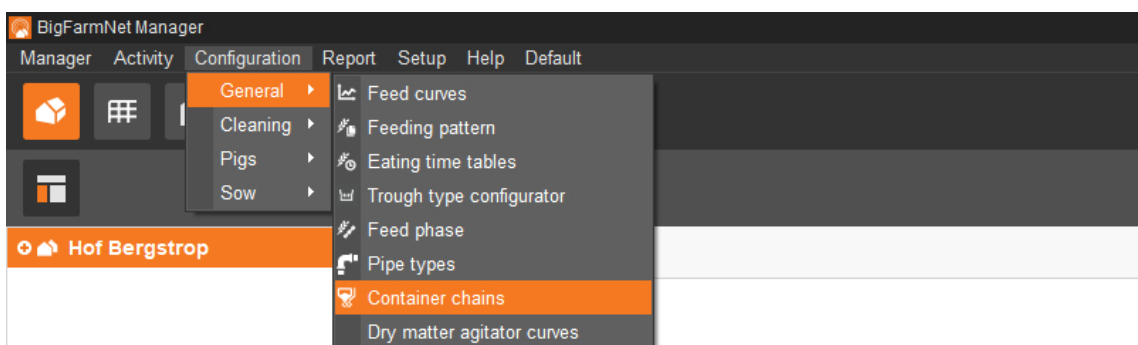 BigFarmNet Manager
Manager Activity Configuration Report Setup Help Default
General
Cleaning
Pigs
Sow
Feed curves
Feeding pattern
Eating time tables
Trough type configurator
Feed phase
Pipe types
Container chains
Dry matter agitator curves
Hof Bergstrop